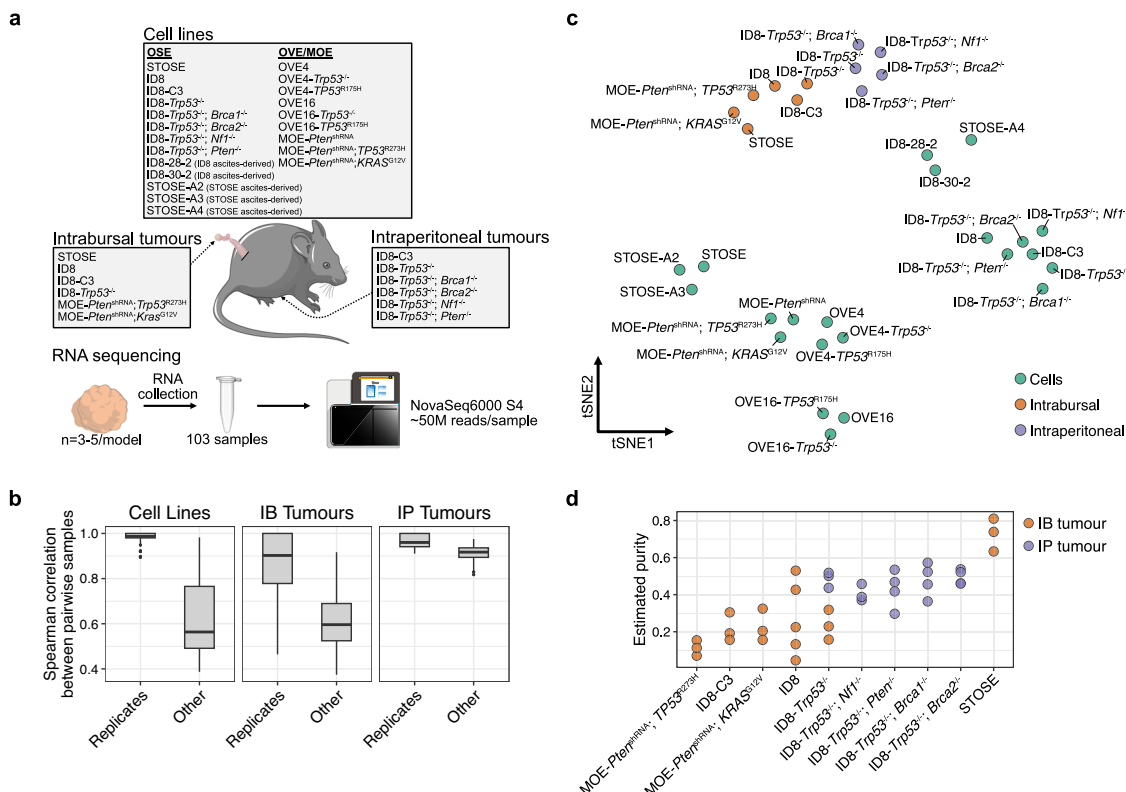 a
Cell lines
OSE
STOSE
ID8
ID8-C3
ID8-Trp53-/-
ID8-Trp53-/-; Brca1-/-
ID8-Trp53-/-; Brca2-/-
ID8-Trp53-/-; Nf1-/-
ID8-Trp53-/-; Pten-/-
ID8-28-2 (ID8 ascites-derived)
ID8-30-2 (ID8 ascites-derived)
STOSE-A2 (STOSE ascites-derived)
STOSE-A3 (STOSE ascites-derived)
STOSE-A4 (STOSE ascites-derived)
OVE/MOE
OVE4
OVE4-Trp53-/-
OVE4-TP53R175H
OVE16
OVE16-Trp53-/-
OVE16-TP53R175H
MOE-PtenshRNA
MOE-PtenshRNA;TP53R273H
MOE-PtenshRNA;KRASG12V
Intrabursal tumours
STOSE
ID8
ID8-C3
ID8-Trp53-/-
MOE-PtenshRNA;Trp53R273H
MOE-PtenshRNA;KrasG12V
Intraperitoneal tumours
ID8-C3
ID8-Trp53-/-
ID8-Trp53-/-; Brca1-/-
ID8-Trp53-/-; Brca2-/-
ID8-Trp53-/-; Nf1-/-
ID8-Trp53-/-; Pten-/-
RNA sequencing
RNA
collection
n=3-5/model
103 samples
NovaSeq6000 S4
~50M reads/sample
b
Cell Lines
IB Tumours
IP Tumours
Spearman correlation
between pairwise samples
1.0
0.8
0.6
0.4
Replicates
Other
Replicates
Other
Replicates
Other
c
ID8-Trp53-/-; Brca1-/-
ID8-Trp53-/-; Nf1-/-
ID8-Trp53-/-
ID8
ID8-Trp53-/-
ID8-Trp53-/-; Brca2-/-
MOE-PtenshRNA; TP53R273H
ID8-Trp53-/-; Pten-/-
ID8-C3
MOE-PtenshRNA; KRASG12V
STOSE
STOSE-A4
ID8-28-2
ID8-30-2
ID8-Trp53-/-; Brca2-/-
ID8-Trp53-/-; Nf1-
ID8
ID8-C3
ID8-Trp53-/-; Pten-/-
ID8-Trp53-/
ID8-Trp53-/-; Brca1-/-
STOSE-A2
STOSE
STOSE-A3
MOE-PtenshRNA
OVE4
MOE-PtenshRNA; TP53R273H
OVE4-Trp53-/-
MOE-PtenshRNA; KRASG12V
OVE4-TP53R175H
OVE16-TP53R175H
OVE16
OVE16-Trp53-/-
tSNE2
tSNE1
Cells
Intrabursal
Intraperitoneal
d
Estimated purity
0.8
0.6
0.4
0.2
IB tumour
IP tumour
MOE-PtenshRNA; TP53R273H
ID8-C3
MOE-PtenshRNA; KRASG12V
ID8
ID8-Trp53-/-
ID8-Trp53-/-; Nf1-/-
ID8-Trp53-/-; Pten-/-
ID8-Trp53-/-; Brca1-/-
ID8-Trp53-/-; Brca2-/-
STOSE